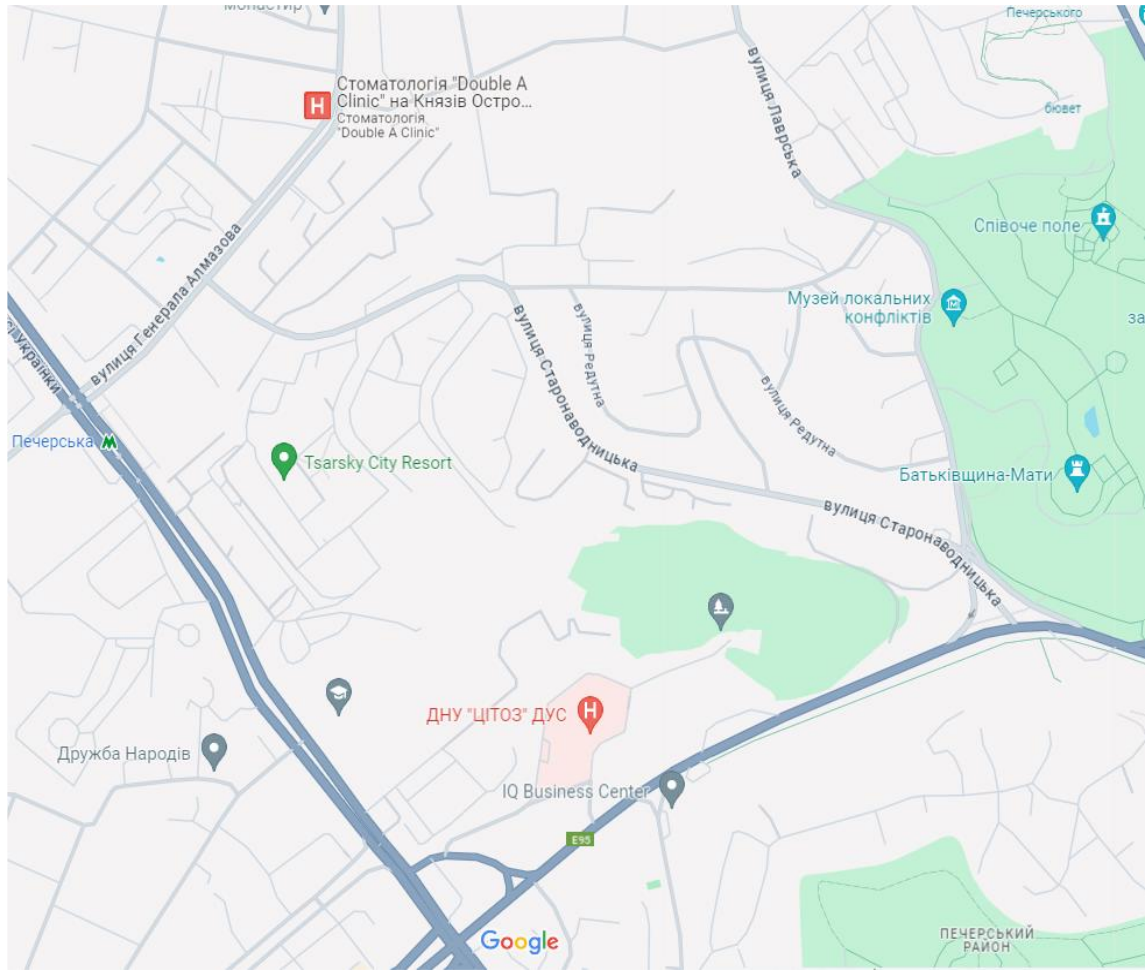 монастир
Печерського
Стоматологія "Double A
Clinic" на Князів Остро...
Стоматологія
"Double A Clinic"
бювет
вулиця Лаврська
Співоче поле
вулиця Генерала Алмазова
Музей локальних
конфліктів
за
сі Українки
вулиця Старонаводницька
вулиця Редутна
вулиця Редутна
Печерська
Tsarsky City Resort
Батьківщина-Мати
вулиця Старонаводницька
ДНУ "ЦІТОЗ" ДУС
Дружба Народів
IQ Business Center
E95
Google
ПЕЧЕРСЬКИЙ
РАЙОН